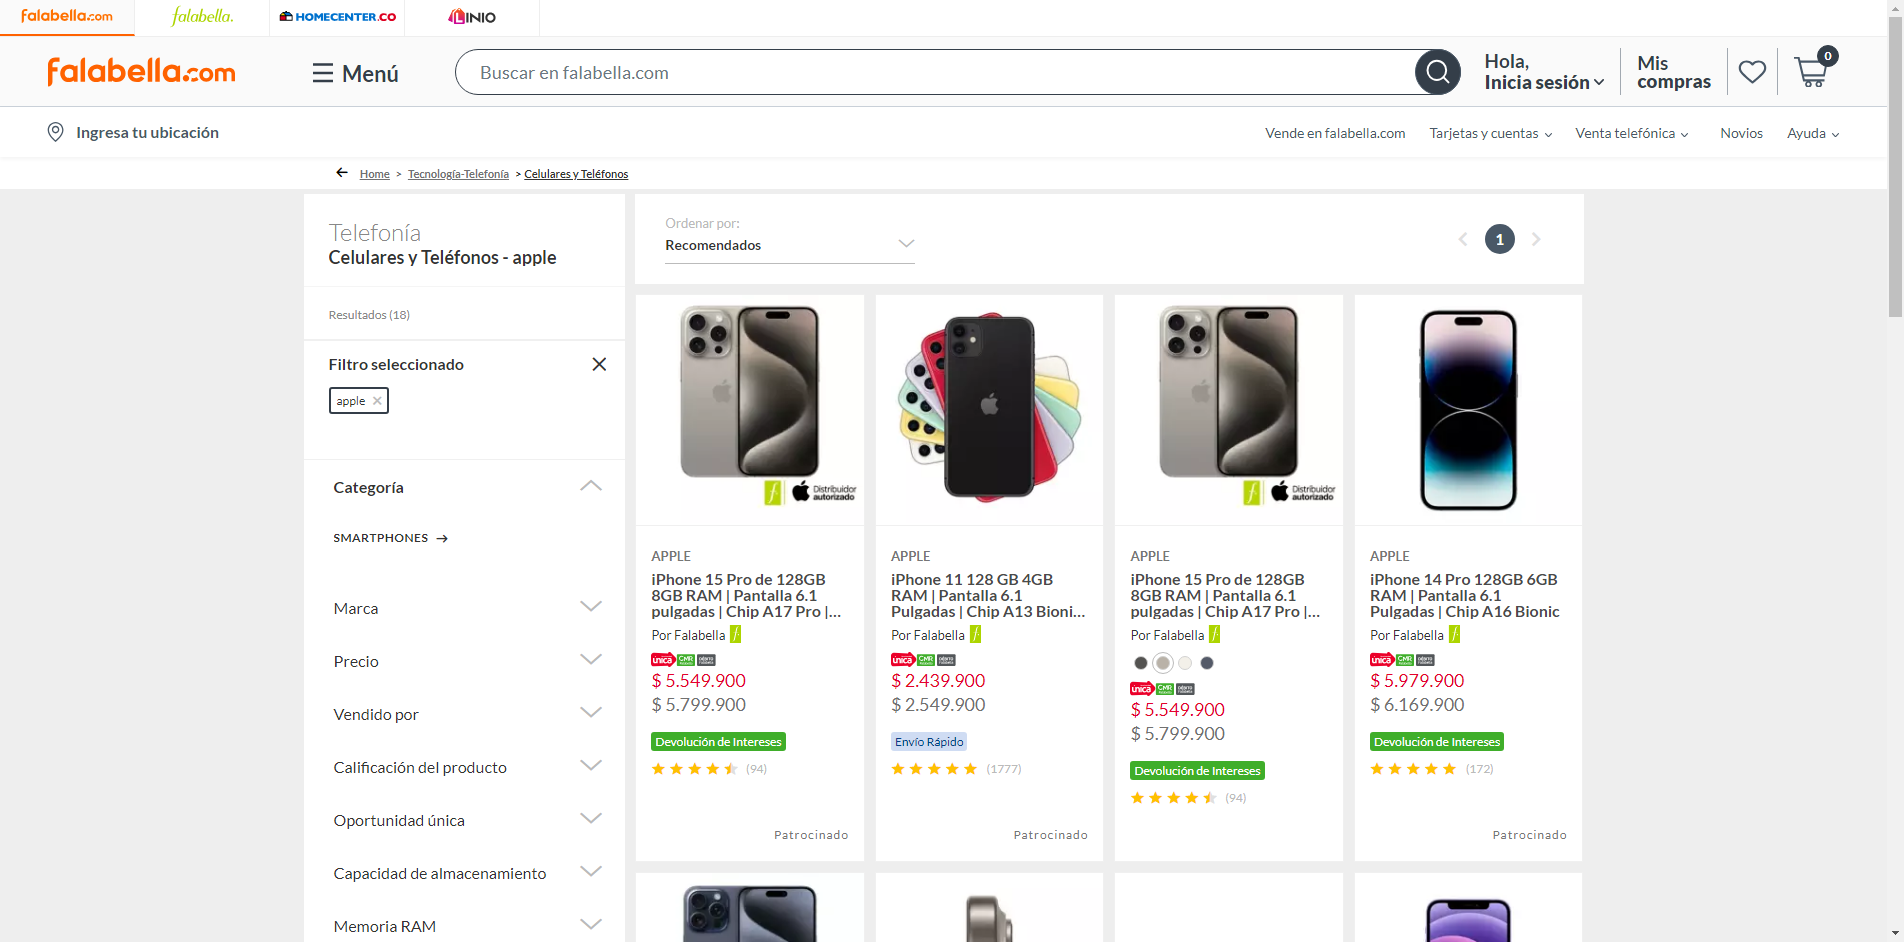 falabella.com
falabella.
HOMECENTER.CO
LINIO
falabella.com
Menú
Buscar en falabella.com
Hola,
Inicia sesión
Mis
compras
0
Ingresa tu ubicación
Vende en falabella.com
Tarjetas y cuentas
Venta telefónica
Novios
Ayuda
Home > Tecnología-Telefonía > Celulares y Teléfonos
Telefonía
Celulares y Teléfonos - apple
Resultados (18)
Filtro seleccionado
apple
Categoría
SMARTPHONES
Marca
Precio
Vendido por
Calificación del producto
Oportunidad única
Capacidad de almacenamiento
Memoria RAM
Ordenar por:
Recomendados
1
Distribuidor
autorizado
APPLE
iPhone 15 Pro de 128GB
8GB RAM | Pantalla 6.1
pulgadas | Chip A17 Pro |...
Por Falabella
única CMR
$ 5.549.900
$ 5.799.900
Devolución de Intereses
(94)
Patrocinado
APPLE
iPhone 11 128 GB 4GB
RAM | Pantalla 6.1
Pulgadas | Chip A13 Bioni...
Por Falabella
única CMR
$ 2.439.900
$ 2.549.900
Envío Rápido
(1777)
Patrocinado
Distribuidor
autorizado
APPLE
iPhone 15 Pro de 128GB
8GB RAM | Pantalla 6.1
pulgadas | Chip A17 Pro |...
Por Falabella
única CMR
$ 5.549.900
$ 5.799.900
Devolución de Intereses
(94)
APPLE
iPhone 14 Pro 128GB 6GB
RAM | Pantalla 6.1
Pulgadas | Chip A16 Bionic
Por Falabella
única CMR
$ 5.979.900
$ 6.169.900
Devolución de Intereses
(172)
Patrocinado